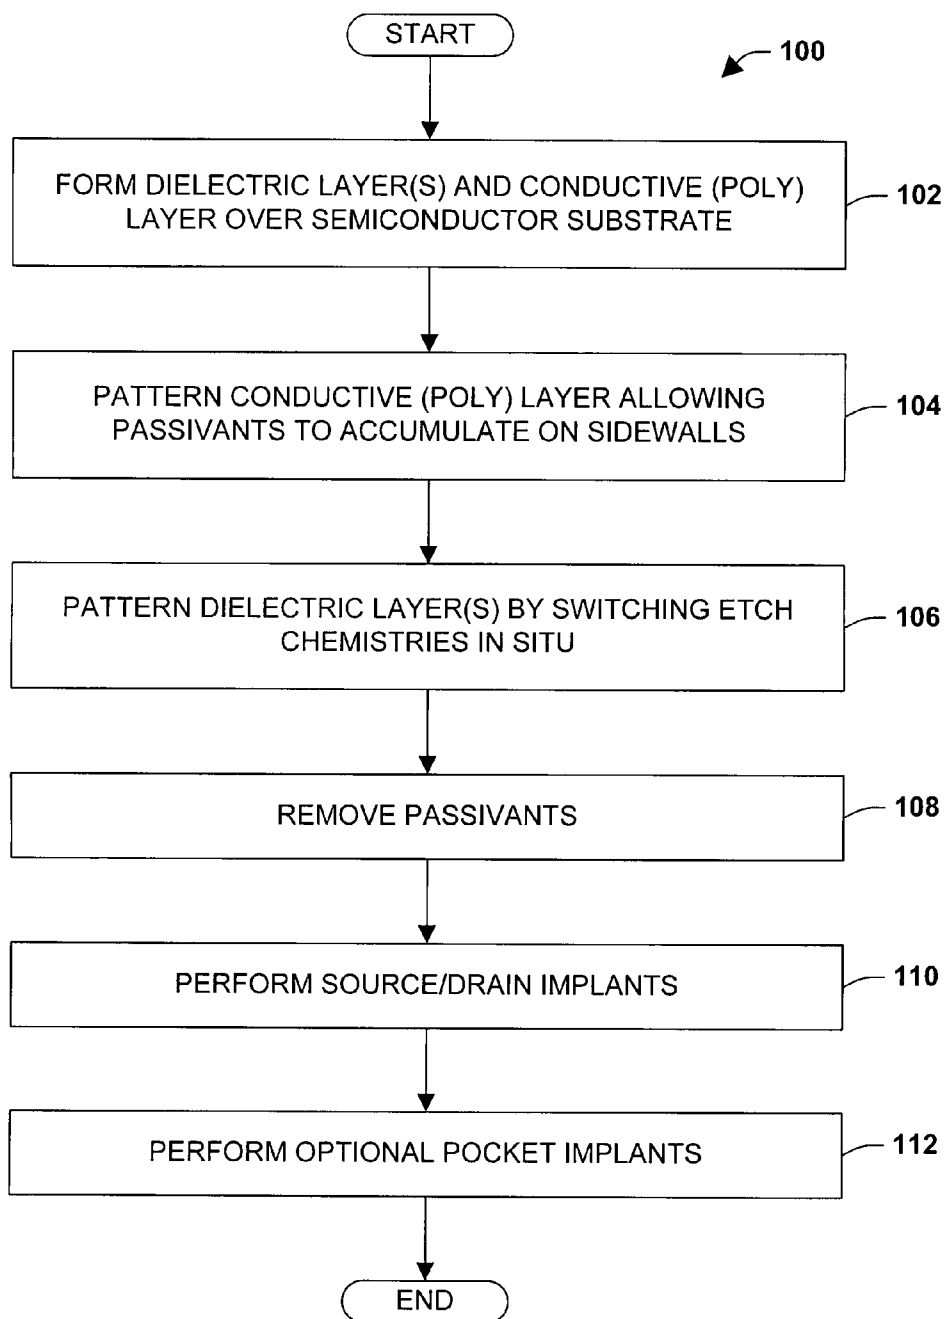 START
100
FORM DIELECTRIC LAYER(S) AND CONDUCTIVE (POLY)
LAYER OVER SEMICONDUCTOR SUBSTRATE
102
PATTERN CONDUCTIVE (POLY) LAYER ALLOWING
PASSIVANTS TO ACCUMULATE ON SIDEWALLS
104
PATTERN DIELECTRIC LAYER(S) BY SWITCHING ETCH
CHEMISTRIES IN SITU
106
REMOVE PASSIVANTS
108
PERFORM SOURCE/DRAIN IMPLANTS
110
PERFORM OPTIONAL POCKET IMPLANTS
112
END